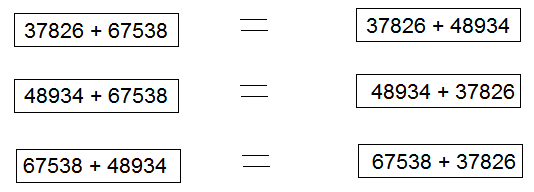 37826 + 67538 = 37826 + 48934
48934 + 67538 = 48934 + 37826
67538 + 48934 = 67538 + 37826